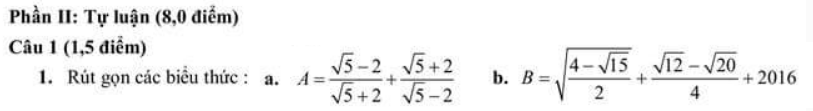 Phần II: Tự luận (8,0 điểm)
Câu 1 (1,5 điểm)
1. Rút gọn các biểu thức : a. A = (√5 - 2)/(√5 + 2) + (√5 + 2)/(√5 - 2) b. B = √((4 - √15)/2) + (√12 - √20)/4 + 2016